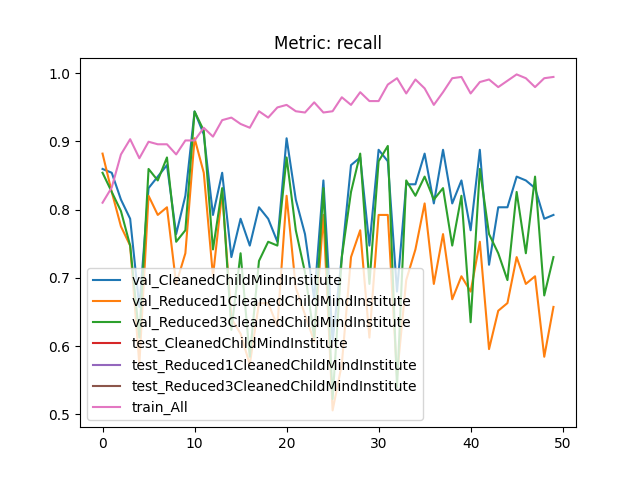 Metric: recall
1.0
0.9
0.8
0.7
0.6
0.5
val_CleanedChildMindInstitute
val_Reduced1CleanedChildMindInstitute
val_Reduced3CleanedChildMindInstitute
test_CleanedChildMindInstitute
test_Reduced1CleanedChildMindInstitute
test_Reduced3CleanedChildMindInstitute
train_All
0 10 20 30 40 50